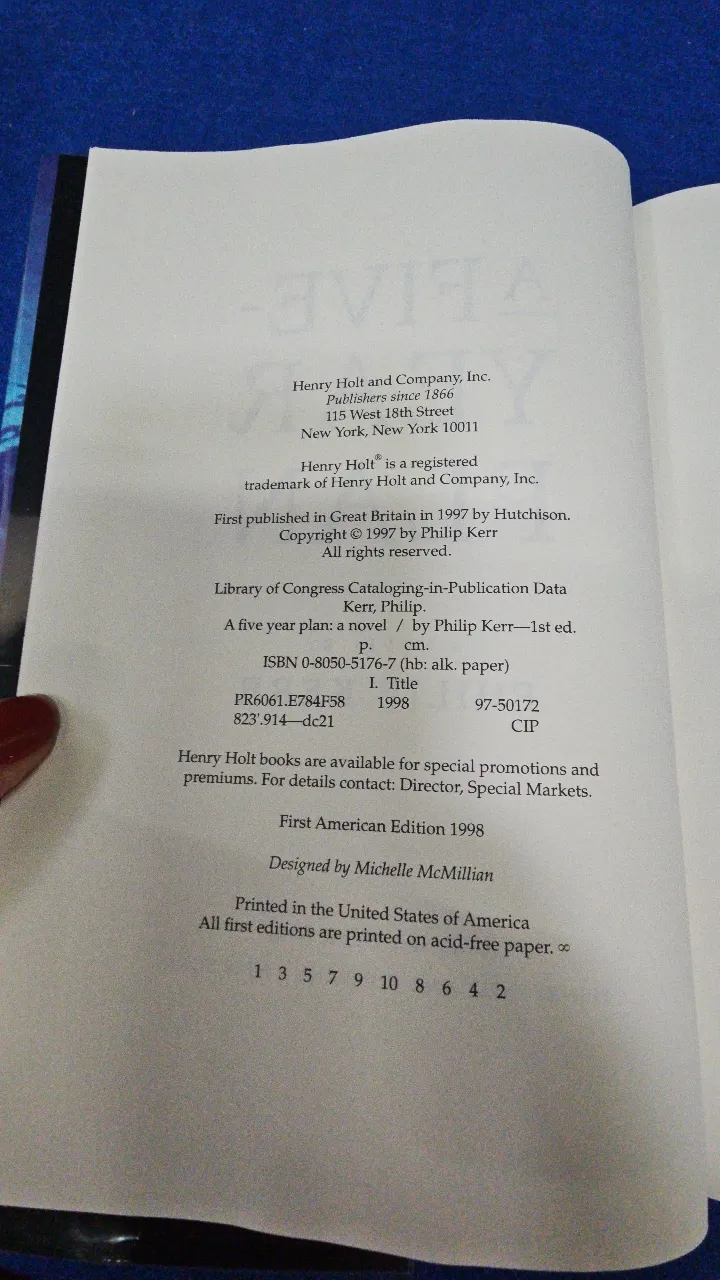 Henry Holt and Company, Inc.
Publishers since 1866
115 West 18th Street
New York, New York 10011
Henry Holt® is a registered
trademark of Henry Holt and Company, Inc.
First published in Great Britain in 1997 by Hutchison.
Copyright © 1997 by Philip Kerr
All rights reserved.
Library of Congress Cataloging-in-Publication Data
Kerr, Philip.
A five year plan: a novel / by Philip Kerr—1st ed.
p. cm.
ISBN 0-8050-5176-7 (hb: alk. paper)
I. Title
PR6061.E784F58 1998 97-50172
823'.914—dc21 CIP
Henry Holt books are available for special promotions and
premiums. For details contact: Director, Special Markets.
First American Edition 1998
Designed by Michelle McMillian
Printed in the United States of America
All first editions are printed on acid-free paper. ∞
1 3 5 7 9 10 8 6 4 2